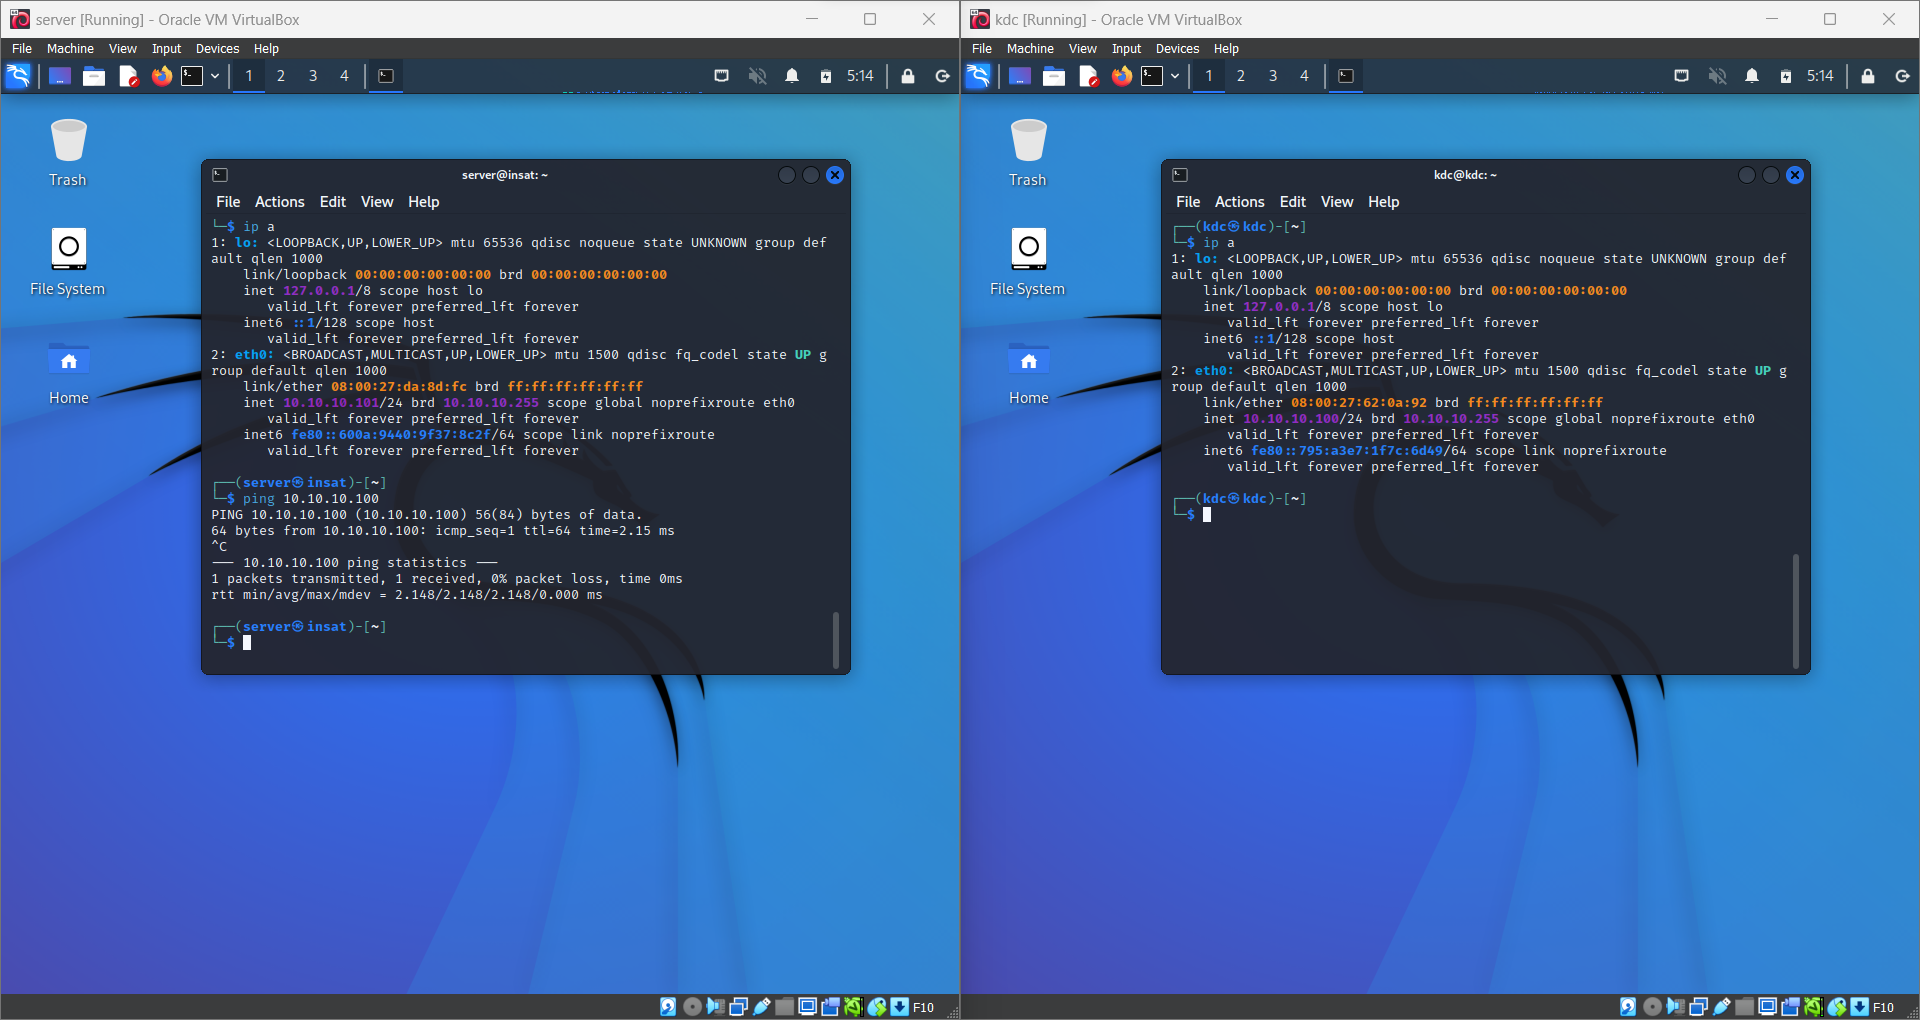 server [Running] - Oracle VM VirtualBox
File Machine View Input Devices Help
1 2 3 4 5:14
Trash
File System
Home
server@insat: ~
File Actions Edit View Help
└─$ ip a
1: lo: <LOOPBACK,UP,LOWER_UP> mtu 65536 qdisc noqueue state UNKNOWN group def
ault qlen 1000
link/loopback 00:00:00:00:00:00 brd 00:00:00:00:00:00
inet 127.0.0.1/8 scope host lo
valid_lft forever preferred_lft forever
inet6 ::1/128 scope host
valid_lft forever preferred_lft forever
2: eth0: <BROADCAST,MULTICAST,UP,LOWER_UP> mtu 1500 qdisc fq_codel state UP g
roup default qlen 1000
link/ether 08:00:27:da:8d:fc brd ff:ff:ff:ff:ff:ff
inet 10.10.10.101/24 brd 10.10.10.255 scope global noprefixroute eth0
valid_lft forever preferred_lft forever
inet6 fe80::600a:9440:9f37:8c2f/64 scope link noprefixroute
valid_lft forever preferred_lft forever
┌──(server㉿insat)-[~]
└─$ ping 10.10.10.100
PING 10.10.10.100 (10.10.10.100) 56(84) bytes of data.
64 bytes from 10.10.10.100: icmp_seq=1 ttl=64 time=2.15 ms
^C
--- 10.10.10.100 ping statistics ---
1 packets transmitted, 1 received, 0% packet loss, time 0ms
rtt min/avg/max/mdev = 2.148/2.148/2.148/0.000 ms
┌──(server㉿insat)-[~]
└─$
F10
kdc [Running] - Oracle VM VirtualBox
File Machine View Input Devices Help
1 2 3 4 5:14
Trash
File System
Home
kdc@kdc: ~
File Actions Edit View Help
┌──(kdc㉿kdc)-[~]
└─$ ip a
1: lo: <LOOPBACK,UP,LOWER_UP> mtu 65536 qdisc noqueue state UNKNOWN group def
ault qlen 1000
link/loopback 00:00:00:00:00:00 brd 00:00:00:00:00:00
inet 127.0.0.1/8 scope host lo
valid_lft forever preferred_lft forever
inet6 ::1/128 scope host
valid_lft forever preferred_lft forever
2: eth0: <BROADCAST,MULTICAST,UP,LOWER_UP> mtu 1500 qdisc fq_codel state UP g
roup default qlen 1000
link/ether 08:00:27:62:0a:92 brd ff:ff:ff:ff:ff:ff
inet 10.10.10.100/24 brd 10.10.10.255 scope global noprefixroute eth0
valid_lft forever preferred_lft forever
inet6 fe80::795:a3e7:1f7c:6d49/64 scope link noprefixroute
valid_lft forever preferred_lft forever
┌──(kdc㉿kdc)-[~]
└─$
F10